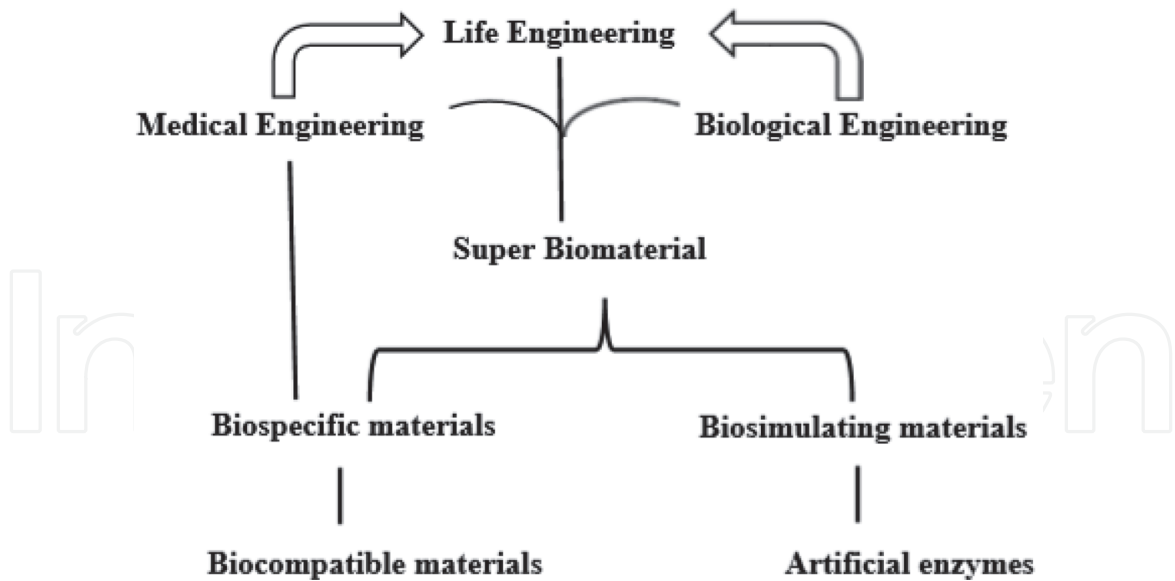 Life Engineering
Medical Engineering
Biological Engineering
Super Biomaterial
Biospecific materials
Biosimulating materials
Biocompatible materials
Artificial enzymes